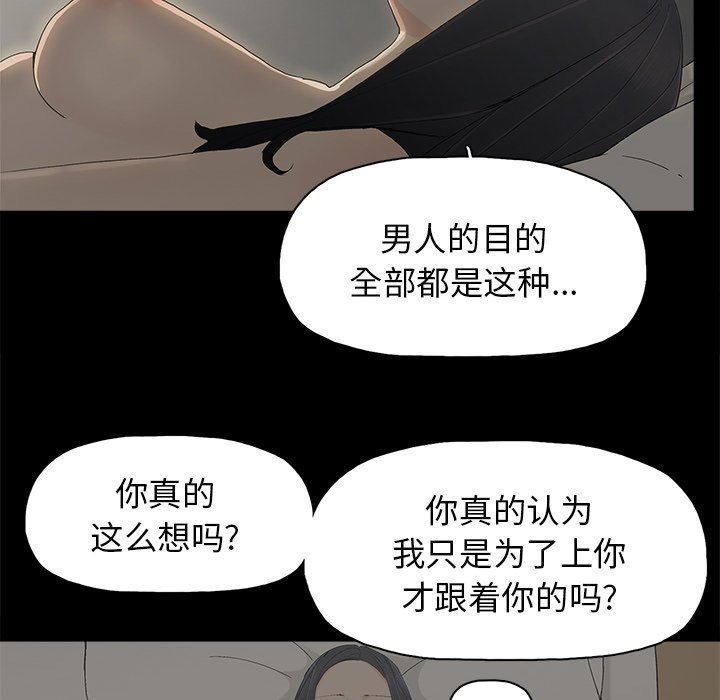 男人的目的
全部都是这种...
你真的
这么想吗?
你真的认为
我只是为了上你
才跟着你的吗?